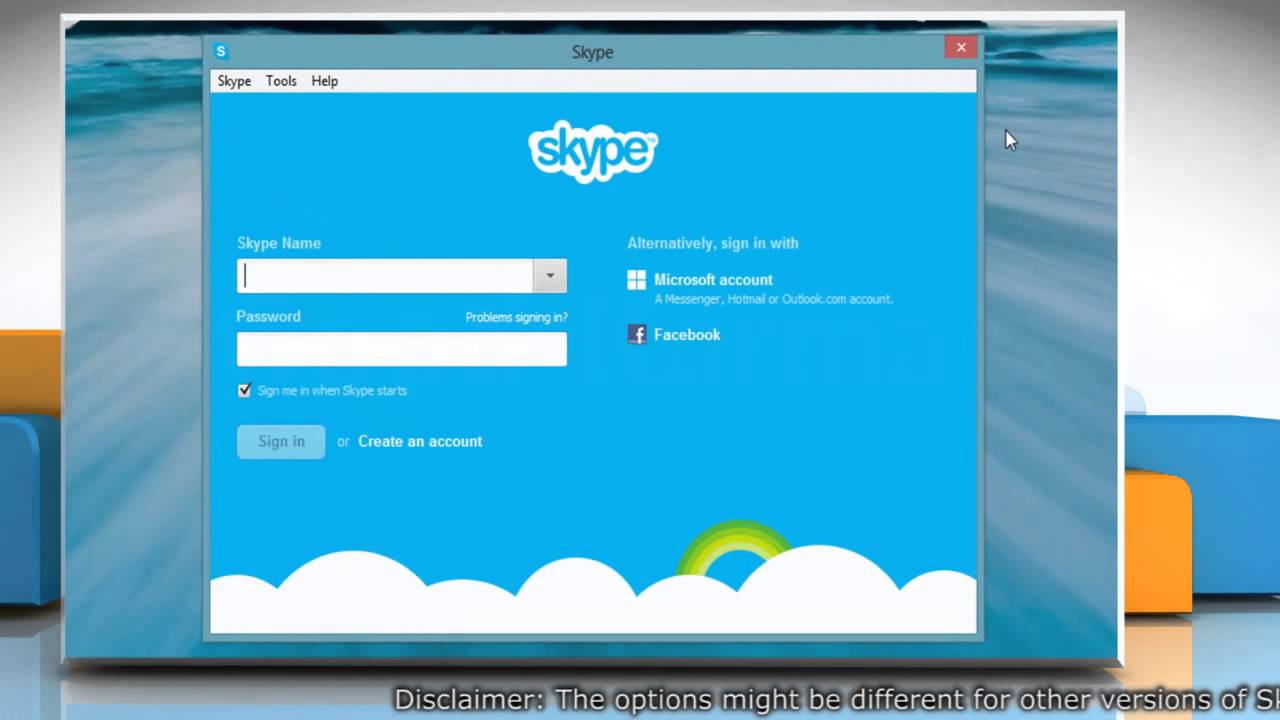 S
Skype
Skype Tools Help
skype™
Skype Name
Alternatively, sign in with
Microsoft account
A Messenger, Hotmail or Outlook.com account.
Password
Problems signing in?
f Facebook
Sign me in when Skype starts
Sign in or Create an account
Disclaimer: The options might be different for other versions of